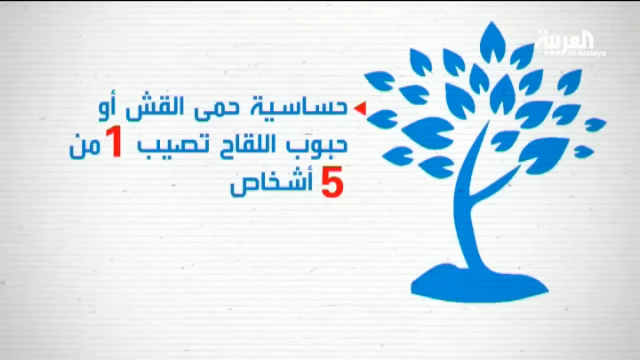 العربية
Al Arabiya
حساسية حمى القش أو
حبوب اللقاح تصيب 1 من
5 أشخاص